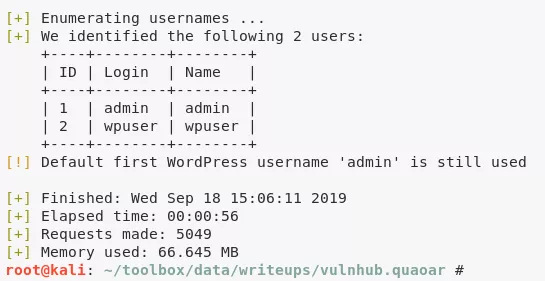 [+] Enumerating usernames ...
[+] We identified the following 2 users:
    +----+--------+--------+
    | ID | Login  | Name   |
    +----+--------+--------+
    | 1  | admin  | admin  |
    | 2  | wpuser | wpuser |
    +----+--------+--------+
[!] Default first WordPress username 'admin' is still used
[+] Finished: Wed Sep 18 15:06:11 2019
[+] Elapsed time: 00:00:56
[+] Requests made: 5049
[+] Memory used: 66.645 MB
root@kali: ~/toolbox/data/writeups/vulnhub.quaoar #